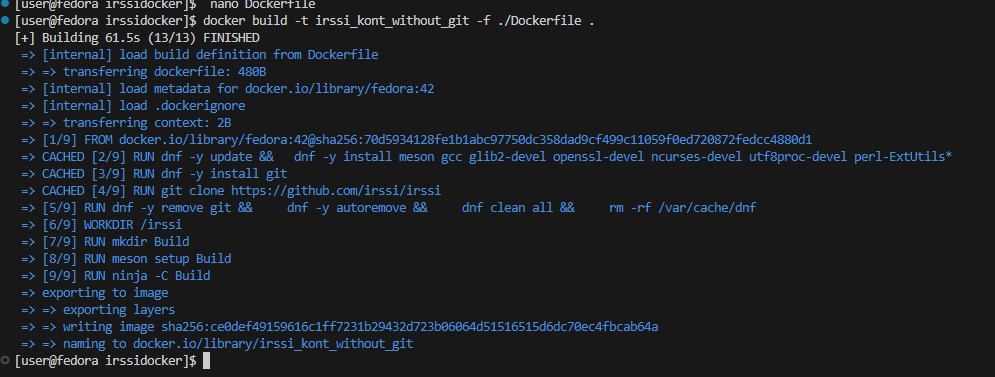 [user@fedora irssidocker]$  nano Dockerfile
[user@fedora irssidocker]$ docker build -t irssi_kont_without_git -f ./Dockerfile .
[+] Building 61.5s (13/13) FINISHED
 => [internal] load build definition from Dockerfile
 => => transferring dockerfile: 480B
 => [internal] load metadata for docker.io/library/fedora:42
 => [internal] load .dockerignore
 => => transferring context: 2B
 => [1/9] FROM docker.io/library/fedora:42@sha256:70d5934128fe1b1abc97750dc358dad9cf499c11059f0ed720872fedcc4880d1
 => CACHED [2/9] RUN dnf -y update &&   dnf -y install meson gcc glib2-devel openssl-devel ncurses-devel utf8proc-devel perl-ExtUtils*
 => CACHED [3/9] RUN dnf -y install git
 => CACHED [4/9] RUN git clone https://github.com/irssi/irssi
 => [5/9] RUN dnf -y remove git &&     dnf -y autoremove &&     dnf clean all &&     rm -rf /var/cache/dnf
 => [6/9] WORKDIR /irssi
 => [7/9] RUN mkdir Build
 => [8/9] RUN meson setup Build
 => [9/9] RUN ninja -C Build
 => exporting to image
 => => exporting layers
 => => writing image sha256:ce0def49159616c1ff7231b29432d723b06064d51516515d6dc70ec4fbcab64a
 => => naming to docker.io/library/irssi_kont_without_git
[user@fedora irssidocker]$